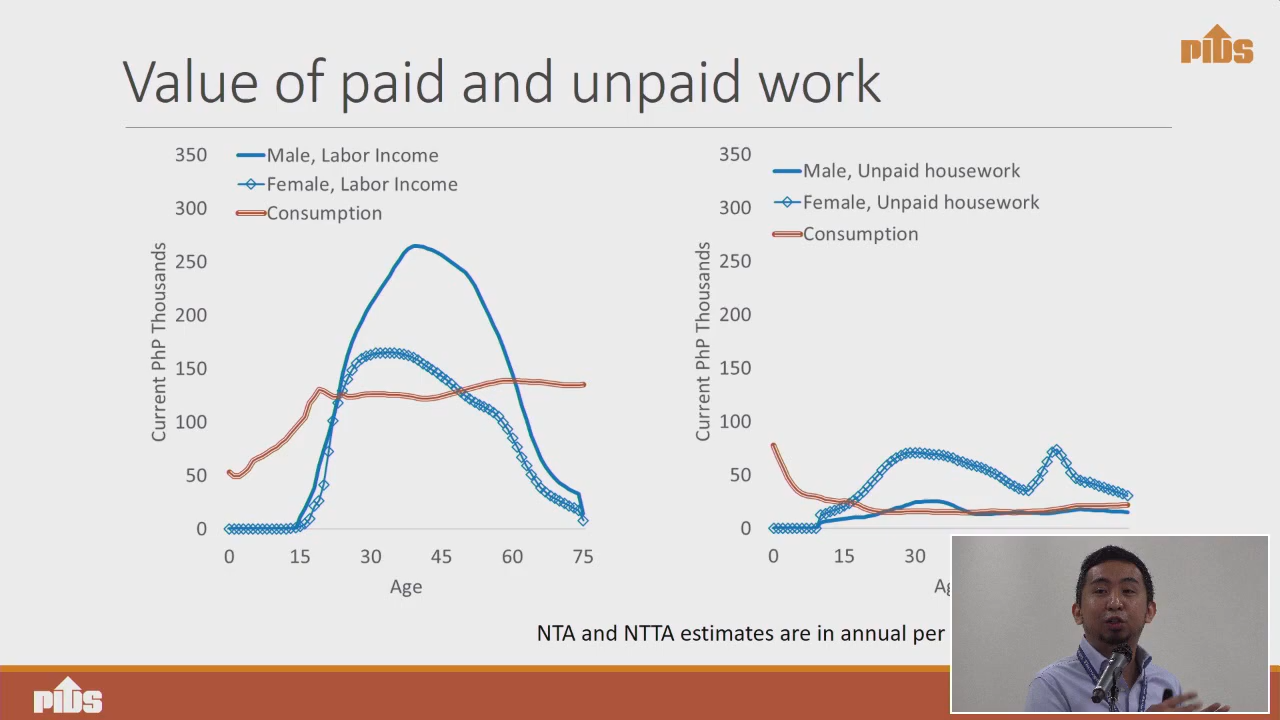 PIDS
Value of paid and unpaid work
350
300
250
200
150
100
50
0
Current PhP Thousands
Male, Labor Income
Female, Labor Income
Consumption
0 15 30 45 60 75
Age
350
300
250
200
150
100
50
0
Current PhP Thousands
Male, Unpaid housework
Female, Unpaid housework
Consumption
0 15 30
NTA and NTTA estimates are in annual per
PIDS